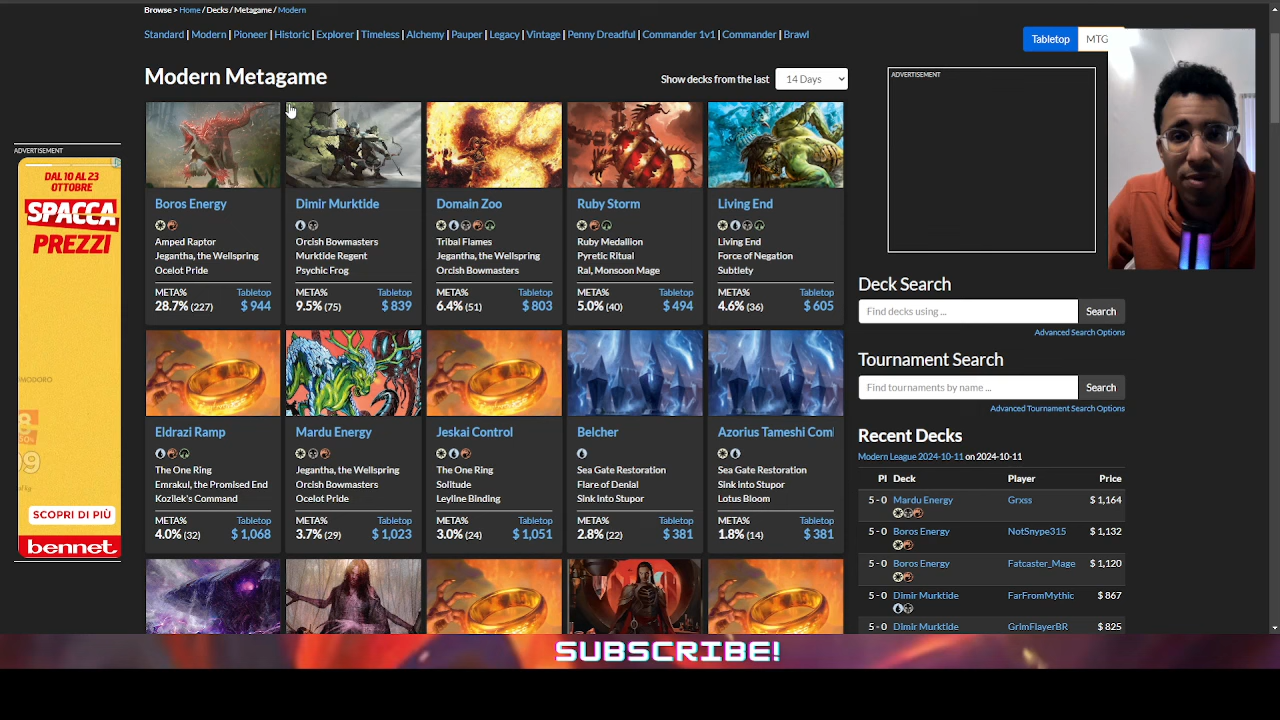 Browse > Home / Decks / Metagame / Modern
Standard | Modern | Pioneer | Historic | Explorer | Timeless | Alchemy | Pauper | Legacy | Vintage | Penny Dreadful | Commander 1v1 | Commander | Brawl
Tabletop MTG
Modern Metagame
Show decks from the last 14 Days
ADVERTISEMENT
ADVERTISEMENT
DAL 10 AL 23
OTTOBRE
SPACCA
PREZZI
SCOPRI DI PIÙ
bennet
Boros Energy
Amped Raptor
Jegantha, the Wellspring
Ocelot Pride
META% Tabletop
28.7% (227) $ 944
Dimir Murktide
Orcish Bowmasters
Murktide Regent
Psychic Frog
META% Tabletop
9.5% (75) $ 839
Domain Zoo
Tribal Flames
Jegantha, the Wellspring
Orcish Bowmasters
META% Tabletop
6.4% (51) $ 803
Ruby Storm
Ruby Medallion
Pyretic Ritual
Ral, Monsoon Mage
META% Tabletop
5.0% (40) $ 494
Living End
Living End
Force of Negation
Subtlety
META% Tabletop
4.6% (36) $ 605
Eldrazi Ramp
The One Ring
Emrakul, the Promised End
Kozilek's Command
META% Tabletop
4.0% (32) $ 1,068
Mardu Energy
Jegantha, the Wellspring
Orcish Bowmasters
Ocelot Pride
META% Tabletop
3.7% (29) $ 1,023
Jeskai Control
The One Ring
Solitude
Leyline Binding
META% Tabletop
3.0% (24) $ 1,051
Belcher
Sea Gate Restoration
Flare of Denial
Sink into Stupor
META% Tabletop
2.8% (22) $ 381
Azorius Tameshi Com
Sea Gate Restoration
Sink into Stupor
Lotus Bloom
META% Tabletop
1.8% (14) $ 381
Deck Search
Find decks using ... Search
Advanced Search Options
Tournament Search
Find tournaments by name ... Search
Advanced Tournament Search Options
Recent Decks
Modern League 2024-10-11 on 2024-10-11
Pl Deck Player Price
5 - 0 Mardu Energy Grxss $ 1,164
5 - 0 Boros Energy NotSnype315 $ 1,132
5 - 0 Boros Energy Fatcaster_Mage $ 1,120
5 - 0 Dimir Murktide FarFromMythic $ 867
5 - 0 Dimir Murktide GrimFlayerBR $ 825
SUBSCRIBE!